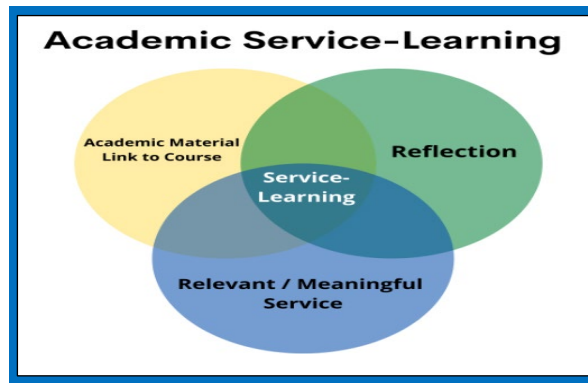 Academic Service-Learning
Academic Material
Link to Course
Reflection
Service-
Learning
Relevant / Meaningful
Service